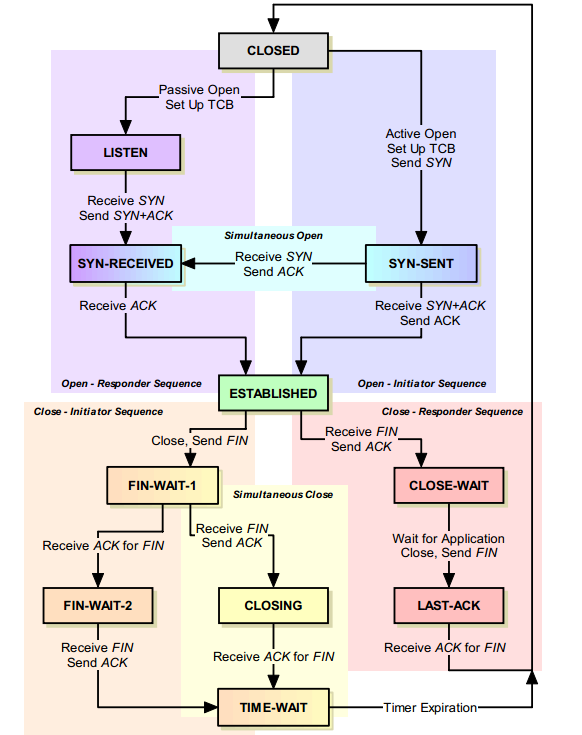 CLOSED
Passive Open
Set Up TCB
Active Open
Set Up TCB
Send SYN
LISTEN
Receive SYN
Send SYN+ACK
Simultaneous Open
SYN-RECEIVED
Receive SYN
Send ACK
SYN-SENT
Receive ACK
Receive SYN+ACK
Send ACK
Open - Responder Sequence
ESTABLISHED
Open - Initiator Sequence
Close - Initiator Sequence
Close - Responder Sequence
Close, Send FIN
Receive FIN
Send ACK
FIN-WAIT-1
Simultaneous Close
CLOSE-WAIT
Receive ACK for FIN
Receive FIN
Send ACK
Wait for Application
Close, Send FIN
FIN-WAIT-2
CLOSING
LAST-ACK
Receive FIN
Send ACK
Receive ACK for FIN
Receive ACK for FIN
TIME-WAIT
Timer Expiration